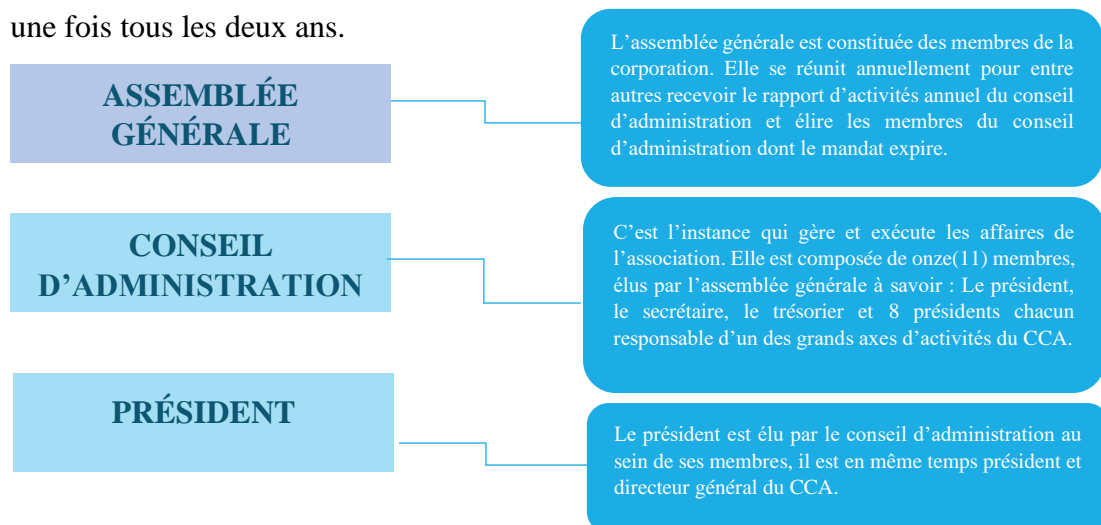 une fois tous les deux ans.
ASSEMBLÉE
GÉNÉRALE
L’assemblée générale est constituée des membres de la
corporation. Elle se réunit annuellement pour entre
autres recevoir le rapport d’activités annuel du conseil
d’administration et élire les membres du conseil
d’administration dont le mandat expire.
CONSEIL
D’ADMINISTRATION
C’est l’instance qui gère et exécute les affaires de
l’association. Elle est composée de onze(11) membres,
élus par l’assemblée générale à savoir : Le président,
le secrétaire, le trésorier et 8 présidents chacun
responsable d’un des grands axes d’activités du CCA.
PRÉSIDENT
Le président est élu par le conseil d’administration au
sein de ses membres, il est en même temps président et
directeur général du CCA.